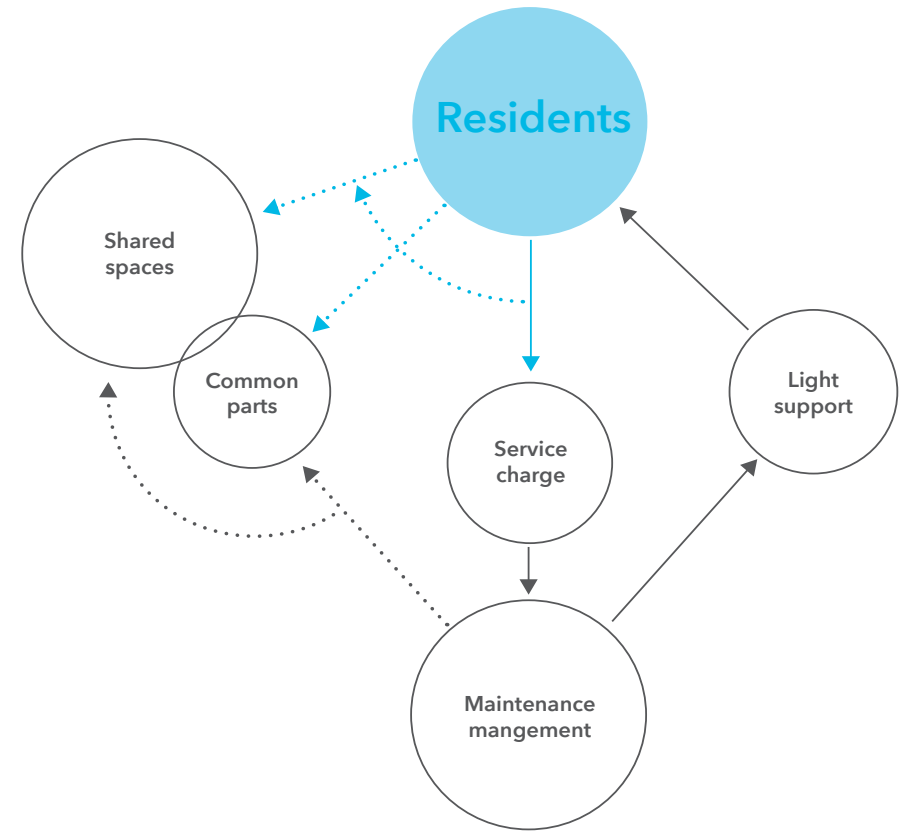 Residents
Shared
spaces
Common
parts
Service
charge
Light
support
Maintenance
mangement